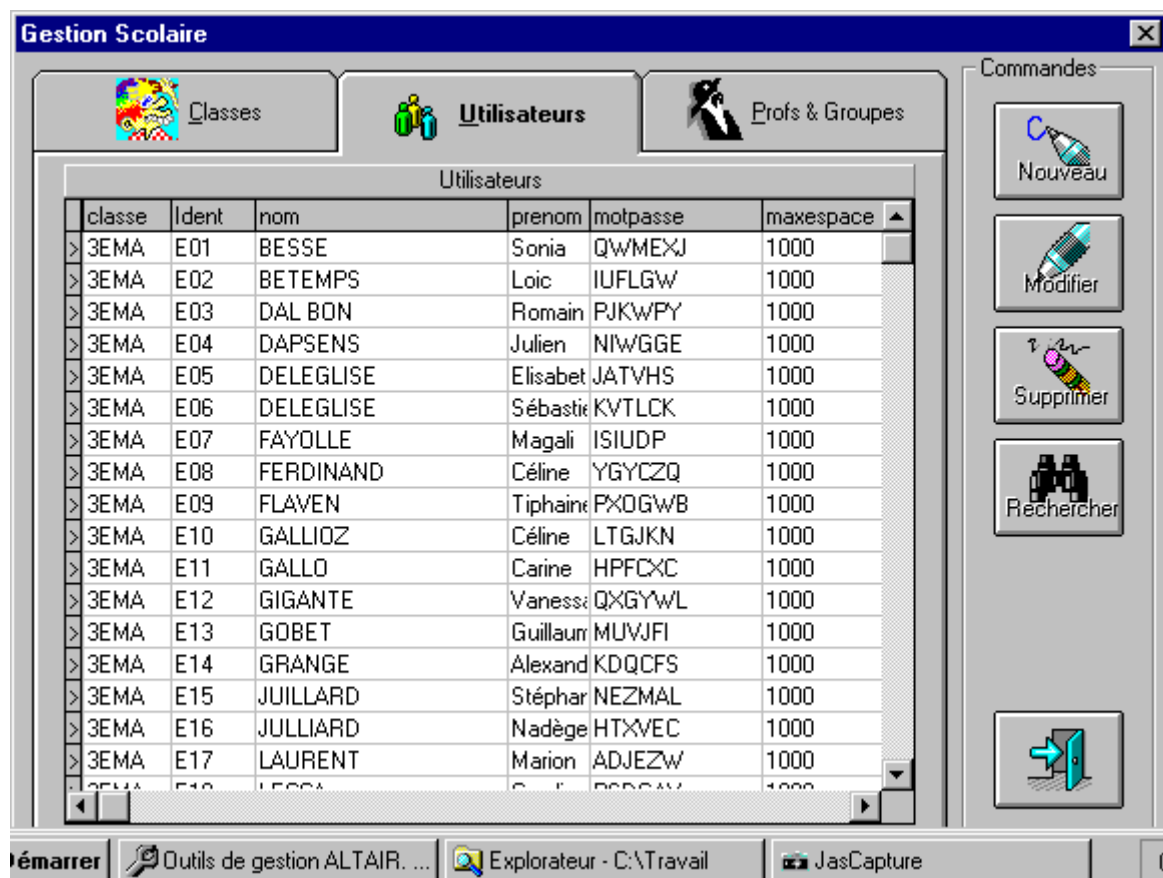 Gestion Scolaire
Classes Utilisateurs Profs & Groupes
Commandes
Nouveau
Modifier
Supprimer
Rechercher
Utilisateurs
classe Ident nom prenom motpasse maxespace
> 3EMA E01 BESSE Sonia QWMEXJ 1000
> 3EMA E02 BETEMPS Loic IUFLGW 1000
> 3EMA E03 DAL BON Romain PJKWPY 1000
> 3EMA E04 DAPSENS Julien NIWGGE 1000
> 3EMA E05 DELEGLISE Elisabet JATVHS 1000
> 3EMA E06 DELEGLISE Sébastie KVTLCK 1000
> 3EMA E07 FAYOLLE Magali ISIUDP 1000
> 3EMA E08 FERDINAND Céline YGYCZQ 1000
> 3EMA E09 FLAVEN Tiphaine PXOGWB 1000
> 3EMA E10 GALLIOZ Céline LTGJKN 1000
> 3EMA E11 GALLO Carine HPFCXC 1000
> 3EMA E12 GIGANTE Vanessa QXGYWL 1000
> 3EMA E13 GOBET Guillaum MUVJFI 1000
> 3EMA E14 GRANGE Alexand KDQCFS 1000
> 3EMA E15 JUILLARD Stéphan NEZMAL 1000
> 3EMA E16 JULLIARD Nadège HTXVEC 1000
> 3EMA E17 LAURENT Marion ADJEZW 1000
Démarrer Outils de gestion ALTAIR. ... Explorateur - C:\Travail JasCapture